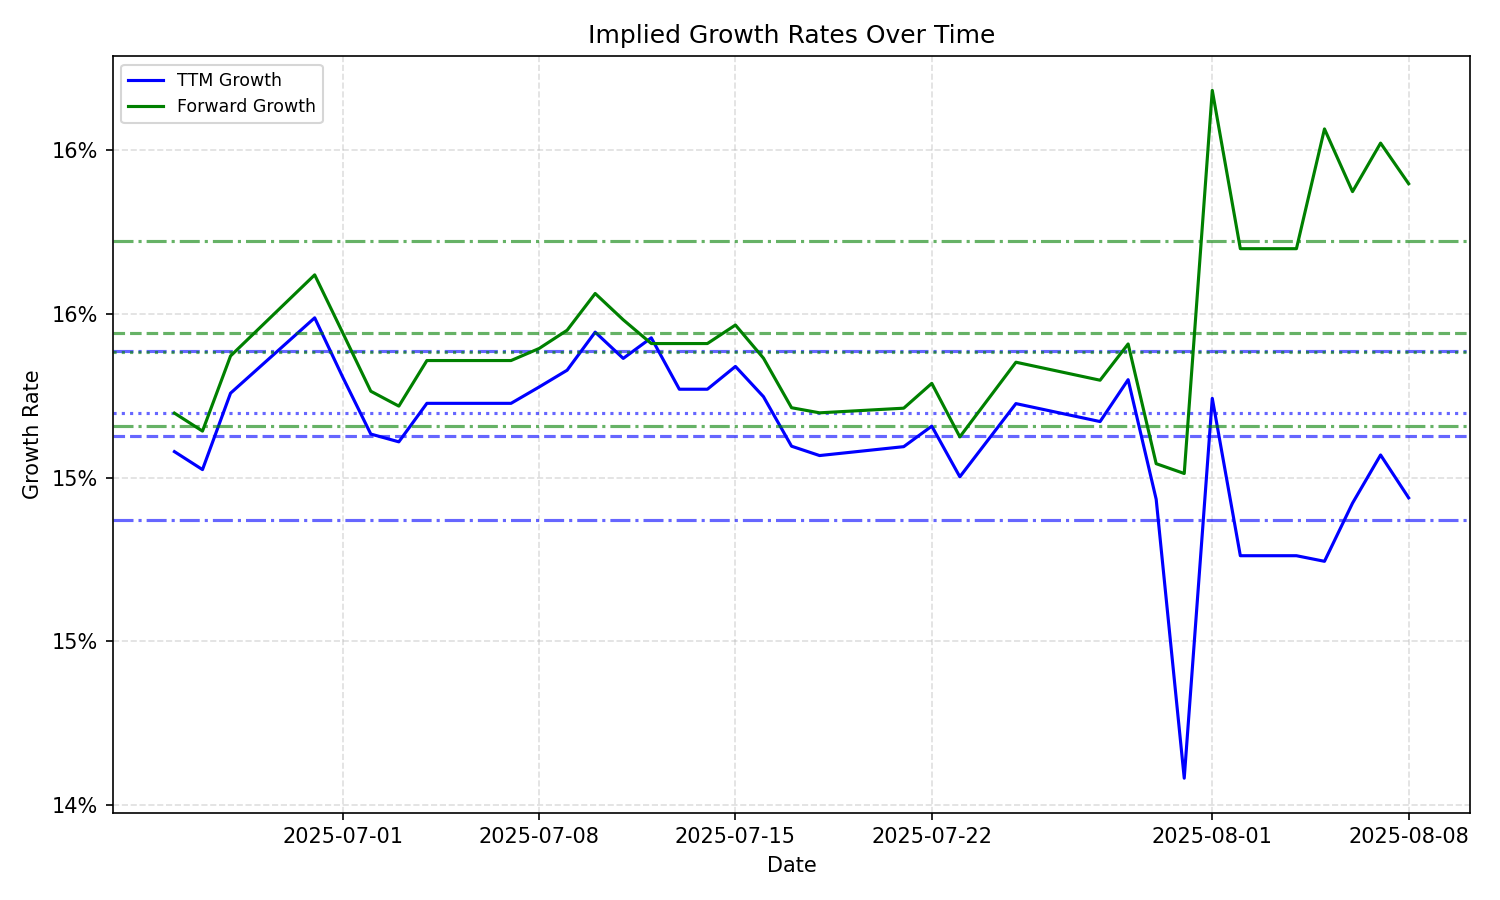 Implied Growth Rates Over Time
TTM Growth
Forward Growth
16%
16%
15%
15%
14%
Growth Rate
2025-07-01
2025-07-08
2025-07-15
2025-07-22
2025-08-01
2025-08-08
Date